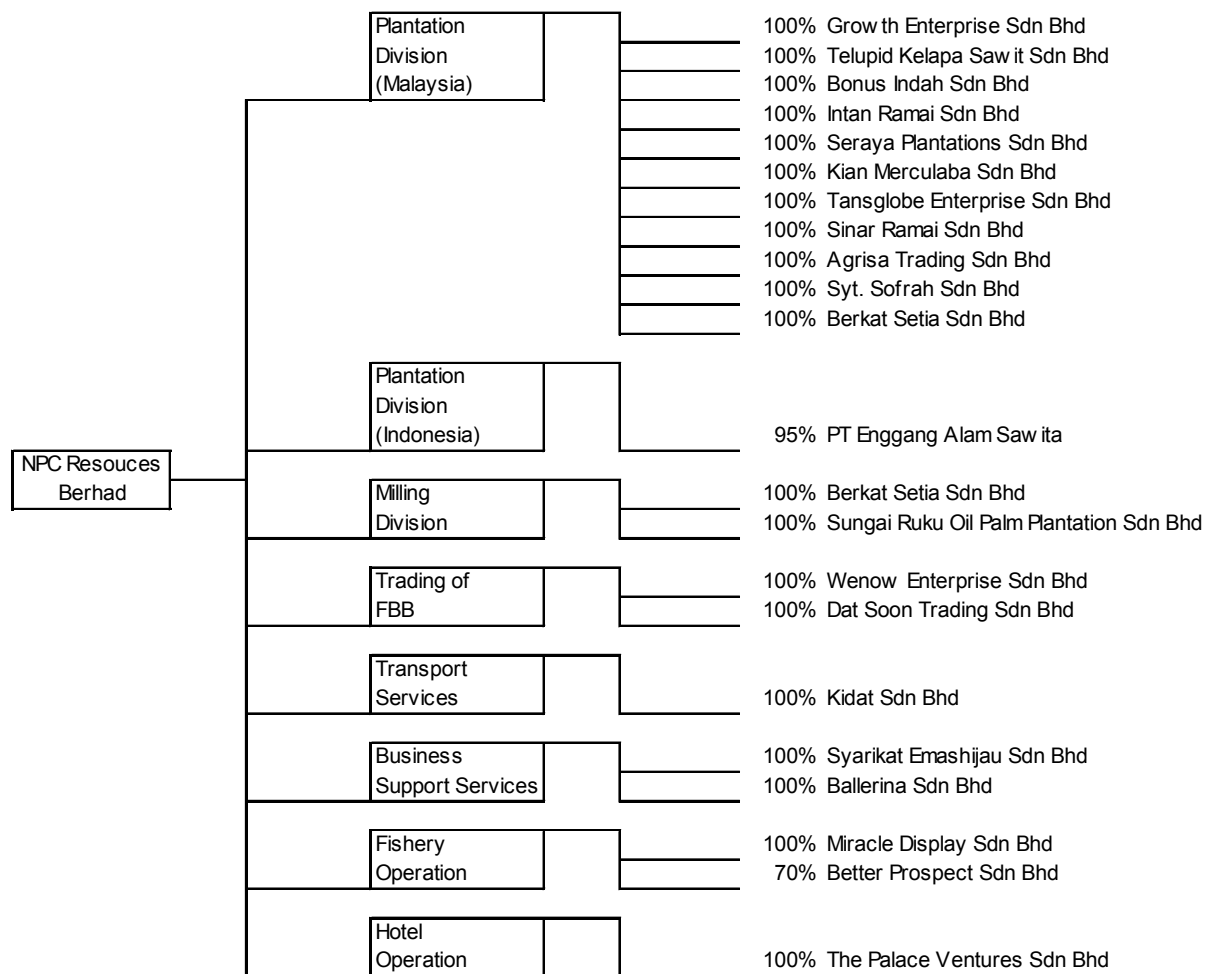 Plantation
Division
(Malaysia)
100% Growth Enterprise Sdn Bhd
100% Telupid Kelapa Sawit Sdn Bhd
100% Bonus Indah Sdn Bhd
100% Intan Ramai Sdn Bhd
100% Seraya Plantations Sdn Bhd
100% Kian Merculaba Sdn Bhd
100% Tansglobe Enterprise Sdn Bhd
100% Sinar Ramai Sdn Bhd
100% Agrisa Trading Sdn Bhd
100% Syt. Sofrah Sdn Bhd
100% Berkat Setia Sdn Bhd
Plantation
Division
(Indonesia)
95% PT Enggang Alam Sawita
NPC Resouces
Berhad
Milling
Division
100% Berkat Setia Sdn Bhd
100% Sungai Ruku Oil Palm Plantation Sdn Bhd
Trading of
FBB
100% Wenow Enterprise Sdn Bhd
100% Dat Soon Trading Sdn Bhd
Transport
Services
100% Kidat Sdn Bhd
Business
Support Services
100% Syarikat Emashijau Sdn Bhd
100% Ballerina Sdn Bhd
Fishery
Operation
100% Miracle Display Sdn Bhd
70% Better Prospect Sdn Bhd
Hotel
Operation
100% The Palace Ventures Sdn Bhd